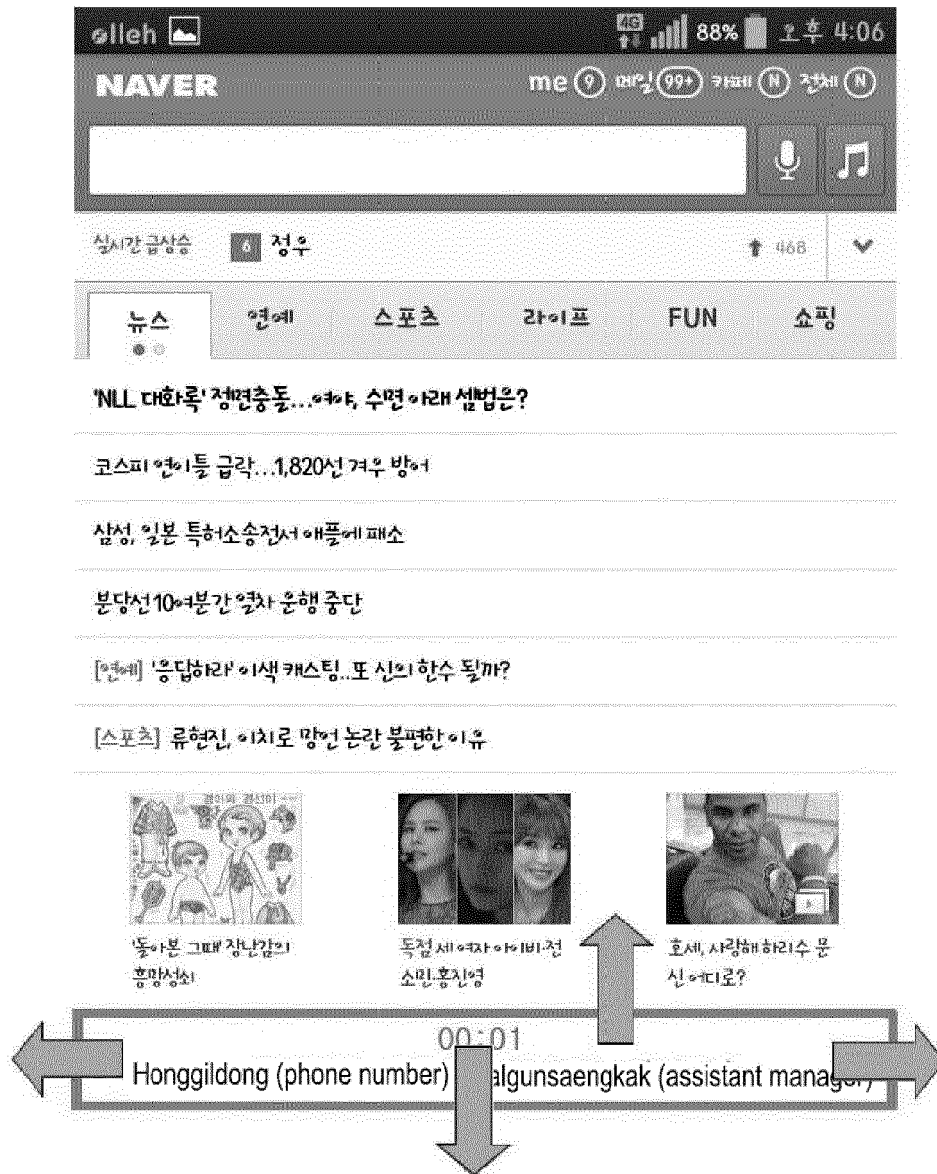 olleh 4G 88% 오후 4:06
NAVER me 9 메일 99+ 카페 N 전체 N
실시간 급상승 6 정우 468
뉴스 연예 스포츠 라이프 FUN 쇼핑
'NLL 대화록' 정면충돌...여야, 수면 아래 셈법은?
코스피 연이틀 급락...1,820선 겨우 방어
삼성, 일본 특허소송전서 애플에 패소
분당선 10여분간 열차 운행 중단
[연예] '응답하라' 이색 캐스팅..또 신의 한수 될까?
[스포츠] 류현진, 이치로 망언 논란 불편한 이유
'돌아본 그때' 장난감의
흥망성쇠
독점 세 여자 아이비·전
소민·홍진영
호세, 사랑해 하리수 문
신 어디로?
00:01
Honggildong (phone number) algunsaengkak (assistant manager)